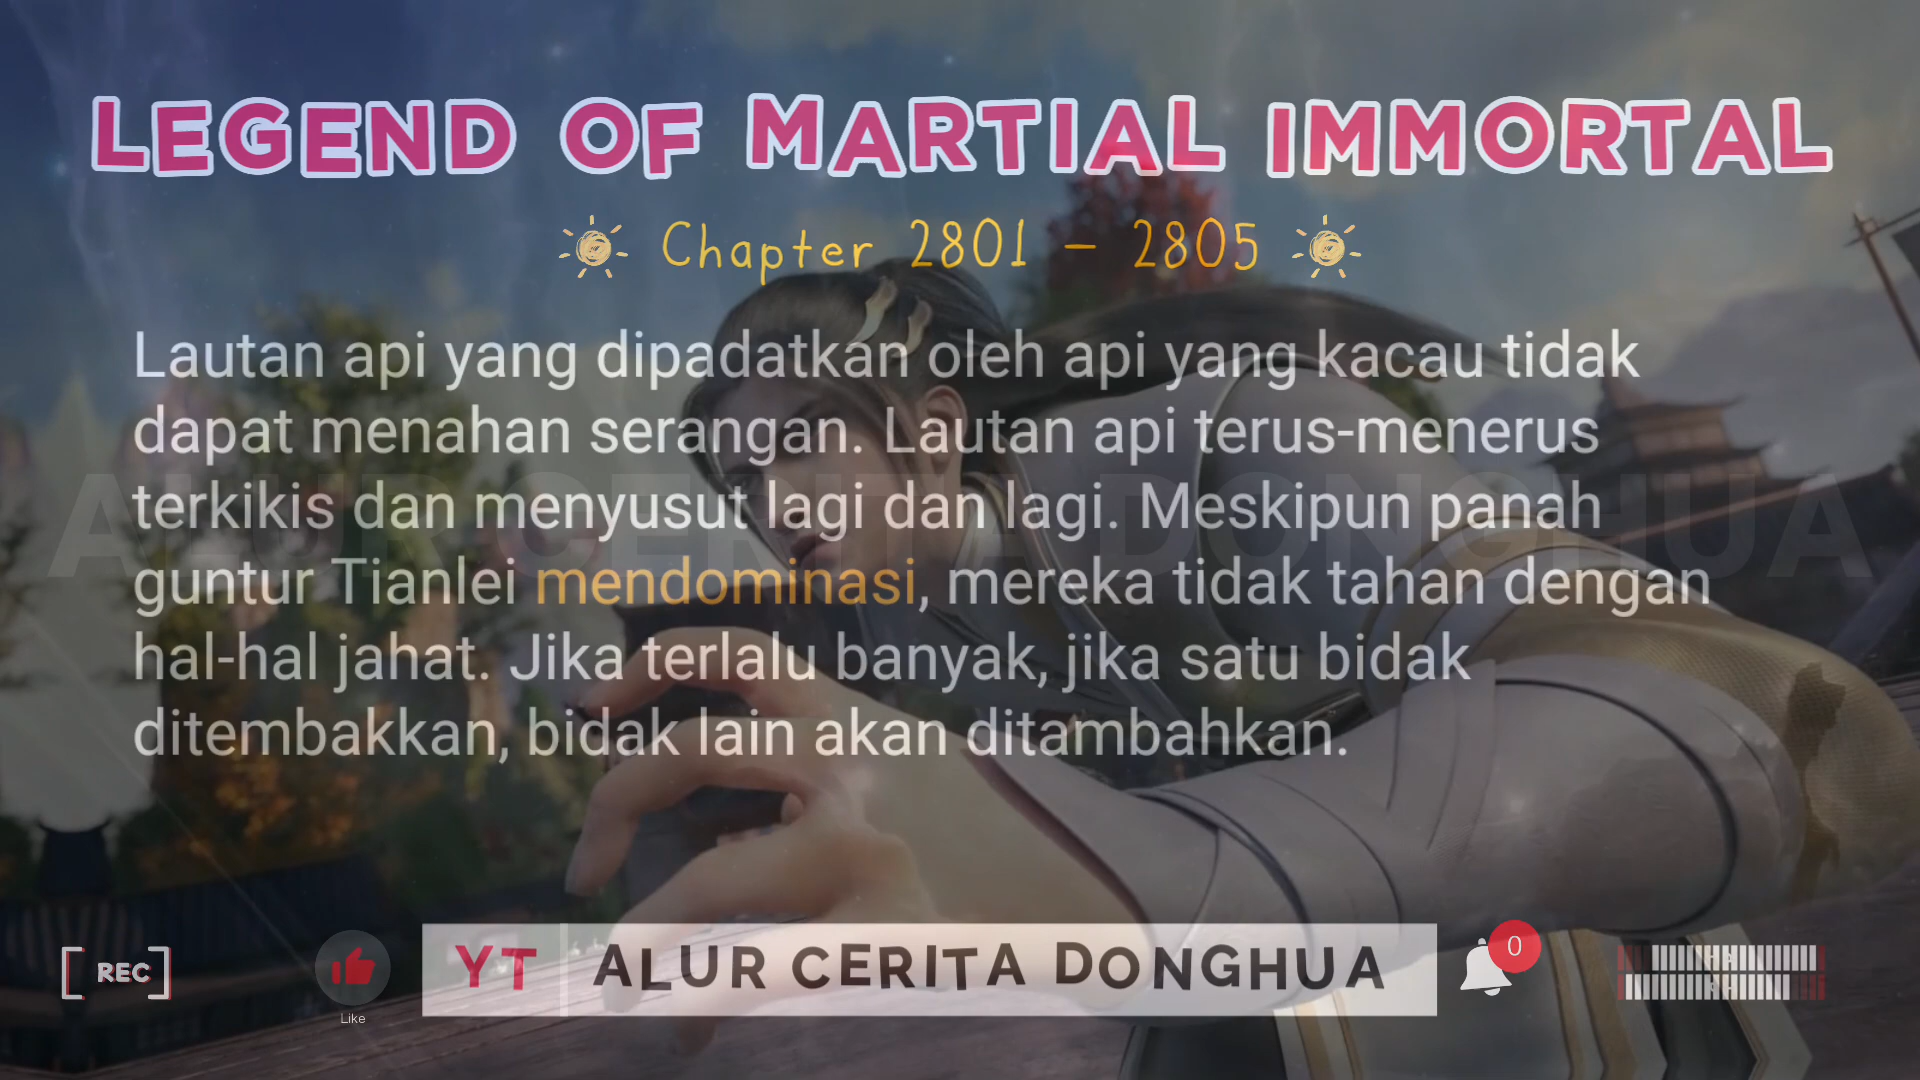 LEGEND OF MARTIAL IMMORTAL
Chapter 2801 - 2805
Lautan api yang dipadatkan oleh api yang kacau tidak
dapat menahan serangan. Lautan api terus-menerus
terkikis dan menyusut lagi dan lagi. Meskipun panah
guntur Tianlei mendominasi, mereka tidak tahan dengan
hal-hal jahat. Jika terlalu banyak, jika satu bidak
ditembakkan, bidak lain akan ditambahkan.
ALUR CERITA DONGHUA
REC
Like
YT ALUR CERITA DONGHUA
0